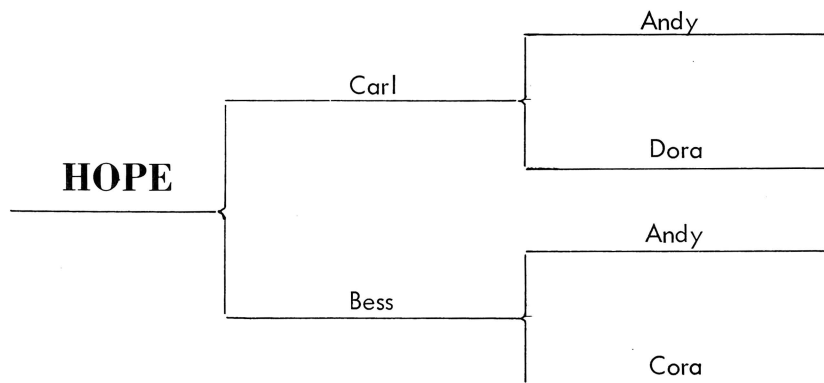 Andy
Carl
Dora
HOPE
Andy
Bess
Cora